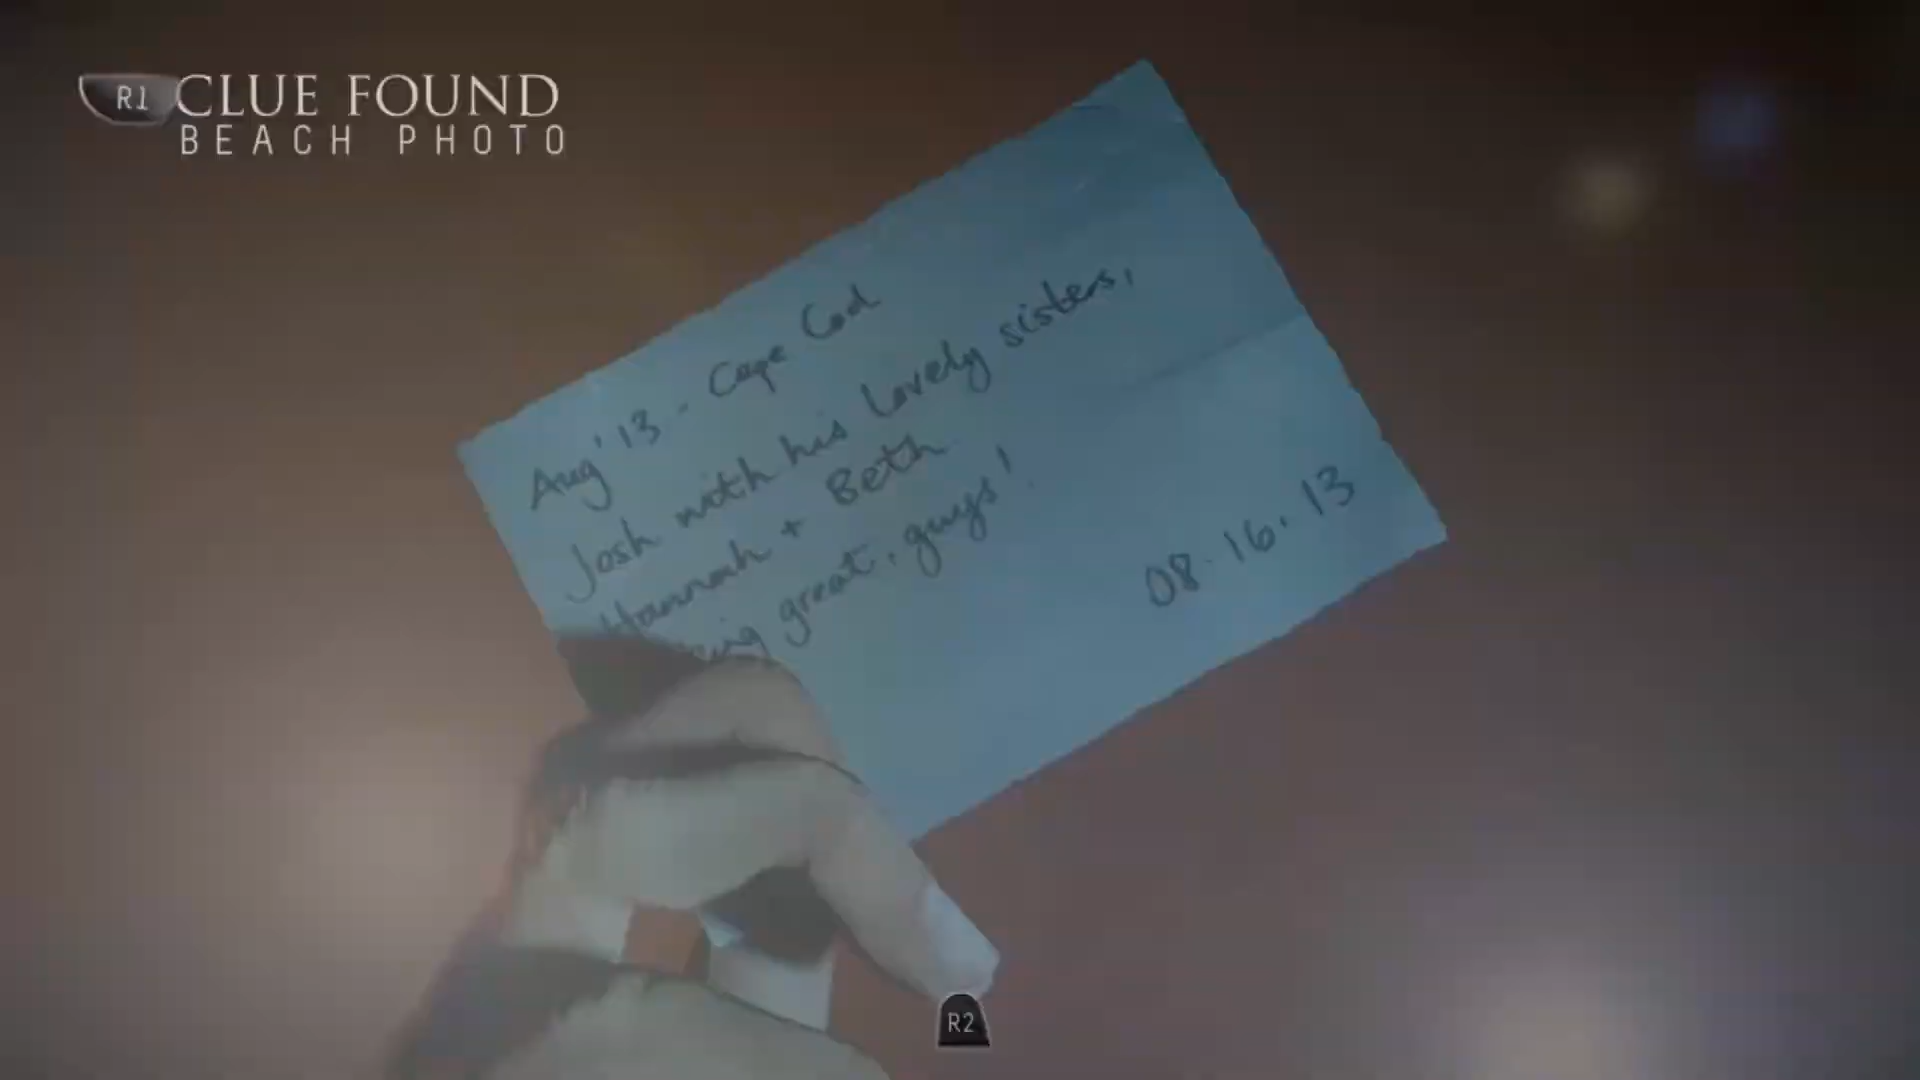 R1 CLUE FOUND
BEACH PHOTO
Aug '13 - Cape Cod
Josh with his lovely sisters,
Hannah + Beth
great, guys!
08.16.13
R2